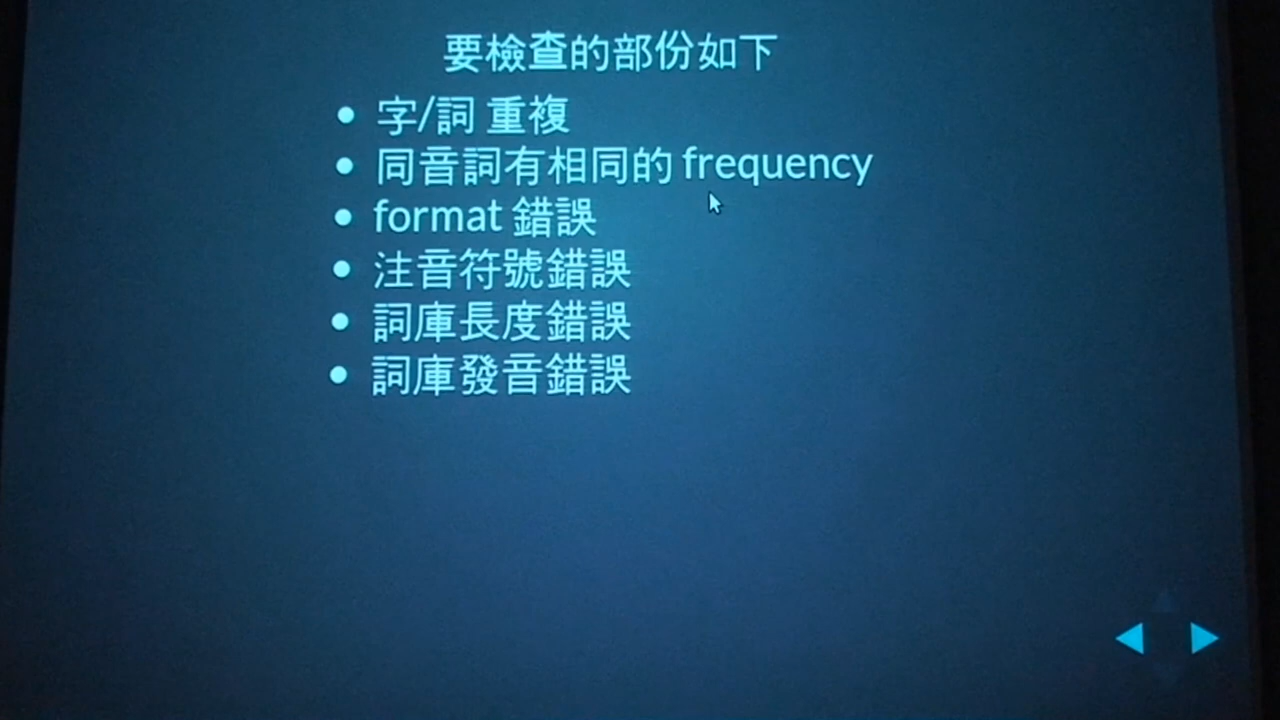 要檢查的部份如下
字/詞 重複
同音詞有相同的 frequency
format 錯誤
注音符號錯誤
詞庫長度錯誤
詞庫發音錯誤